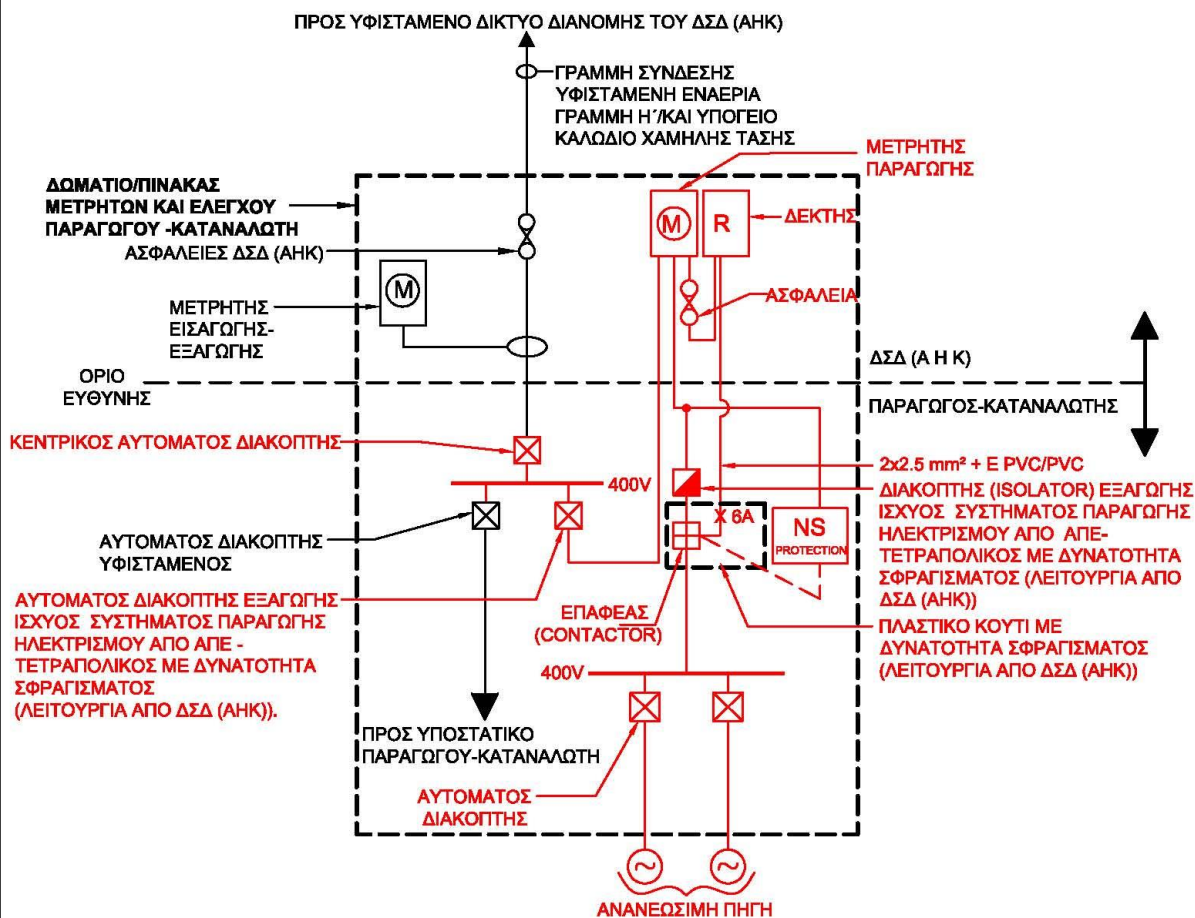 ΠΡΟΣ ΥΦΙΣΤΑΜΕΝΟ ΔΙΚΤΥΟ ΔΙΑΝΟΜΗΣ ΤΟΥ ΔΣΔ (ΑΗΚ)
ΓΡΑΜΜΗ ΣΥΝΔΕΣΗΣ
ΥΦΙΣΤΑΜΕΝΗ ΕΝΑΕΡΙΑ
ΓΡΑΜΜΗ Η΄/ΚΑΙ ΥΠΟΓΕΙΟ
ΚΑΛΩΔΙΟ ΧΑΜΗΛΗΣ ΤΑΣΗΣ
ΜΕΤΡΗΤΗΣ
ΠΑΡΑΓΩΓΗΣ
ΔΩΜΑΤΙΟ/ΠΙΝΑΚΑΣ
ΜΕΤΡΗΤΩΝ ΚΑΙ ΕΛΕΓΧΟΥ
ΠΑΡΑΓΩΓΟΥ -ΚΑΤΑΝΑΛΩΤΗ
M
R
ΔΕΚΤΗΣ
ΑΣΦΑΛΕΙΕΣ ΔΣΔ (ΑΗΚ)
M
ΑΣΦΑΛΕΙΑ
ΜΕΤΡΗΤΗΣ
ΕΙΣΑΓΩΓΗΣ-
ΕΞΑΓΩΓΗΣ
ΔΣΔ (Α Η Κ)
ΟΡΙΟ
ΕΥΘΥΝΗΣ
ΠΑΡΑΓΩΓΟΣ-ΚΑΤΑΝΑΛΩΤΗΣ
ΚΕΝΤΡΙΚΟΣ ΑΥΤΟΜΑΤΟΣ ΔΙΑΚΟΠΤΗΣ
400V
2x2.5 mm² + E PVC/PVC
ΔΙΑΚΟΠΤΗΣ (ISOLATOR) ΕΞΑΓΩΓΗΣ
ΙΣΧΥΟΣ ΣΥΣΤΗΜΑΤΟΣ ΠΑΡΑΓΩΓΗΣ
ΗΛΕΚΤΡΙΣΜΟΥ ΑΠΟ ΑΠΕ-
ΤΕΤΡΑΠΟΛΙΚΟΣ ΜΕ ΔΥΝΑΤΟΤΗΤΑ
ΣΦΡΑΓΙΣΜΑΤΟΣ (ΛΕΙΤΟΥΡΓΙΑ ΑΠΟ
ΔΣΔ (ΑΗΚ))
X 6A
NS
PROTECTION
ΑΥΤΟΜΑΤΟΣ ΔΙΑΚΟΠΤΗΣ
ΥΦΙΣΤΑΜΕΝΟΣ
ΑΥΤΟΜΑΤΟΣ ΔΙΑΚΟΠΤΗΣ ΕΞΑΓΩΓΗΣ
ΙΣΧΥΟΣ ΣΥΣΤΗΜΑΤΟΣ ΠΑΡΑΓΩΓΗΣ
ΗΛΕΚΤΡΙΣΜΟΥ ΑΠΟ ΑΠΕ -
ΤΕΤΡΑΠΟΛΙΚΟΣ ΜΕ ΔΥΝΑΤΟΤΗΤΑ
ΣΦΡΑΓΙΣΜΑΤΟΣ
(ΛΕΙΤΟΥΡΓΙΑ ΑΠΟ ΔΣΔ (ΑΗΚ)).
ΕΠΑΦΕΑΣ
(CONTACTOR)
ΠΛΑΣΤΙΚΟ ΚΟΥΤΙ ΜΕ
ΔΥΝΑΤΟΤΗΤΑ ΣΦΡΑΓΙΣΜΑΤΟΣ
(ΛΕΙΤΟΥΡΓΙΑ ΑΠΟ ΔΣΔ (ΑΗΚ))
400V
ΠΡΟΣ ΥΠΟΣΤΑΤΙΚΟ
ΠΑΡΑΓΩΓΟΥ-ΚΑΤΑΝΑΛΩΤΗ
ΑΥΤΟΜΑΤΟΣ
ΔΙΑΚΟΠΤΗΣ
ΑΝΑΝΕΩΣΙΜΗ ΠΗΓΗ